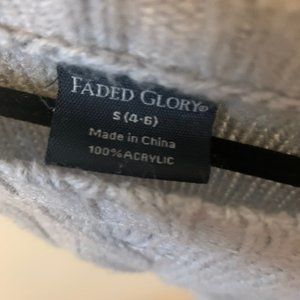 FADED GLORY®
S (4-6)
Made in China
100% ACRYLIC